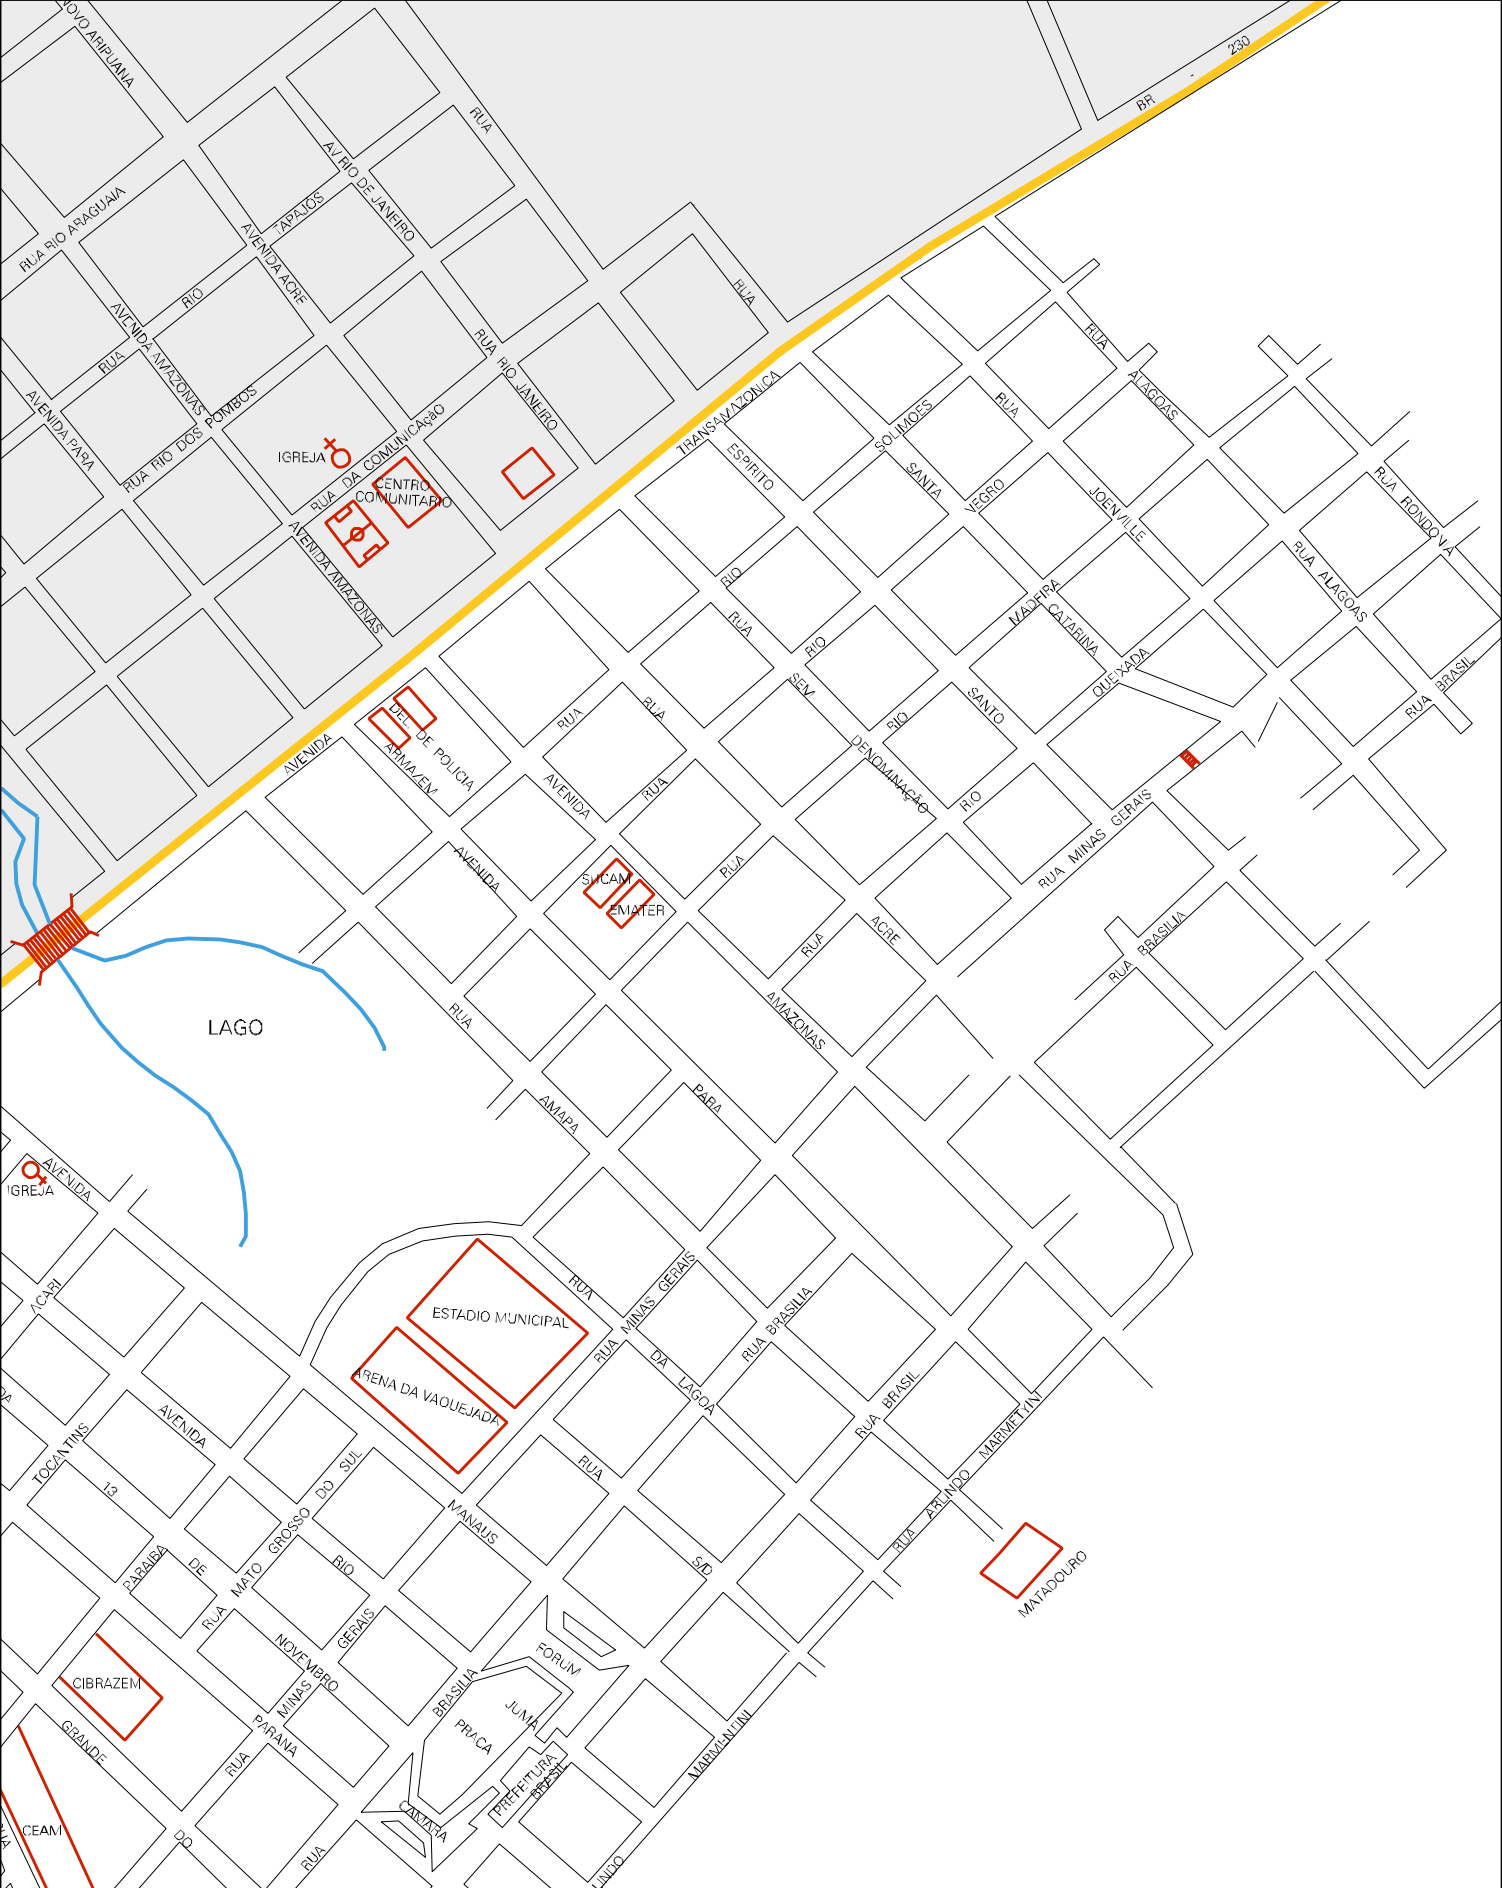 NOVO ARIPUANA
230
BR
-
RUA
AV RIO DE JANEIRO
TAPAJOS
RUA RIO ARAGUAIA
AVENIDA ACRE
RIO
RUA
AVENIDA AMAZONAS
RUA
RUA RIO JANEIRO
RUA
ALAGOAS
AVENIDA PARA
RUA RIO DOS POMBOS
IGREJA
RUA DA COMUNICAçãO
CENTRO
COMUNITARIO
TRANSAMAZONICA
ESPIRITO
SOLIMOES
RUA
SANTA
NEGRO
JOENVILLE
RUA RONDONIA
AVENIDA AMAZONAS
RIO
RUA
RIO
MADEIRA
CATARINA
RUA ALAGOAS
QUEIXADA
SEM
RIO
SANTO
RUA BRASIL
DEL. DE POLICIA
ARMAZEM
AVENIDA
RUA
RUA
DENOMINAÇÃO
RIO
AVENIDA
RUA
RUA MINAS GERAIS
AVENIDA
SUCAM
EMATER
RUA
RUA
ACRE
RUA BRASILIA
AMAZONAS
LAGO
RUA
AMAPA
PARA
AVENIDA
IGREJA
ACARI
RUA
RUA MINAS GERAIS
ESTADIO MUNICIPAL
ARENA DA VAQUEJADA
DA LAGOA
RUA BRASILIA
RUA BRASIL
RUA ARLINDO MARMETYINI
AVENIDA
TOCANTINS
13
DE
RUA MATO GROSSO DO SUL
MANAUS
RUA
S/D
MATADOURO
PARAIBA
RIO
GERAIS
NOVEMBRO
MINAS
FORUM
CIBRAZEM
PARANA
BRASILIA
JUMA
PRACA
GRANDE
RUA
PREFEITURA
BRASIL
CAMARA
CEAM
DO
RUA